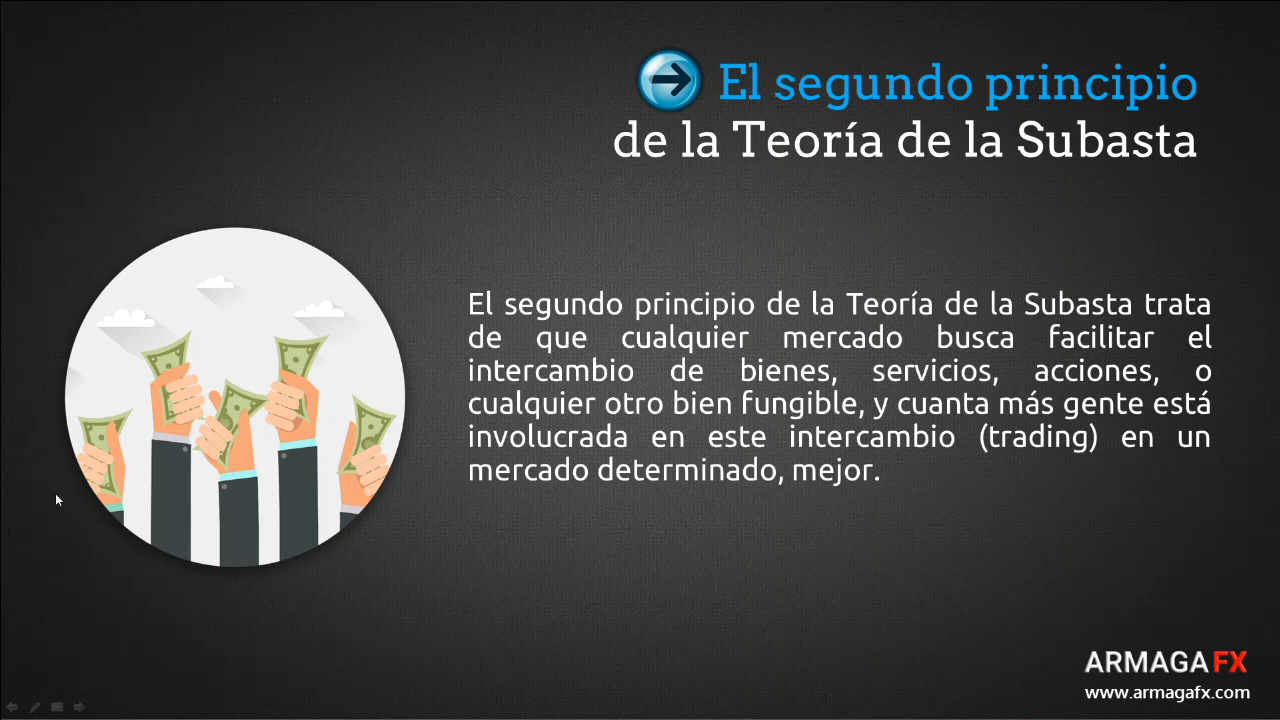 El segundo principio
de la Teoría de la Subasta
El segundo principio de la Teoría de la Subasta trata
de que cualquier mercado busca facilitar el
intercambio de bienes, servicios, acciones, o
cualquier otro bien fungible, y cuanta más gente está
involucrada en este intercambio (trading) en un
mercado determinado, mejor.
ARMAGA FX
www.armagafx.com